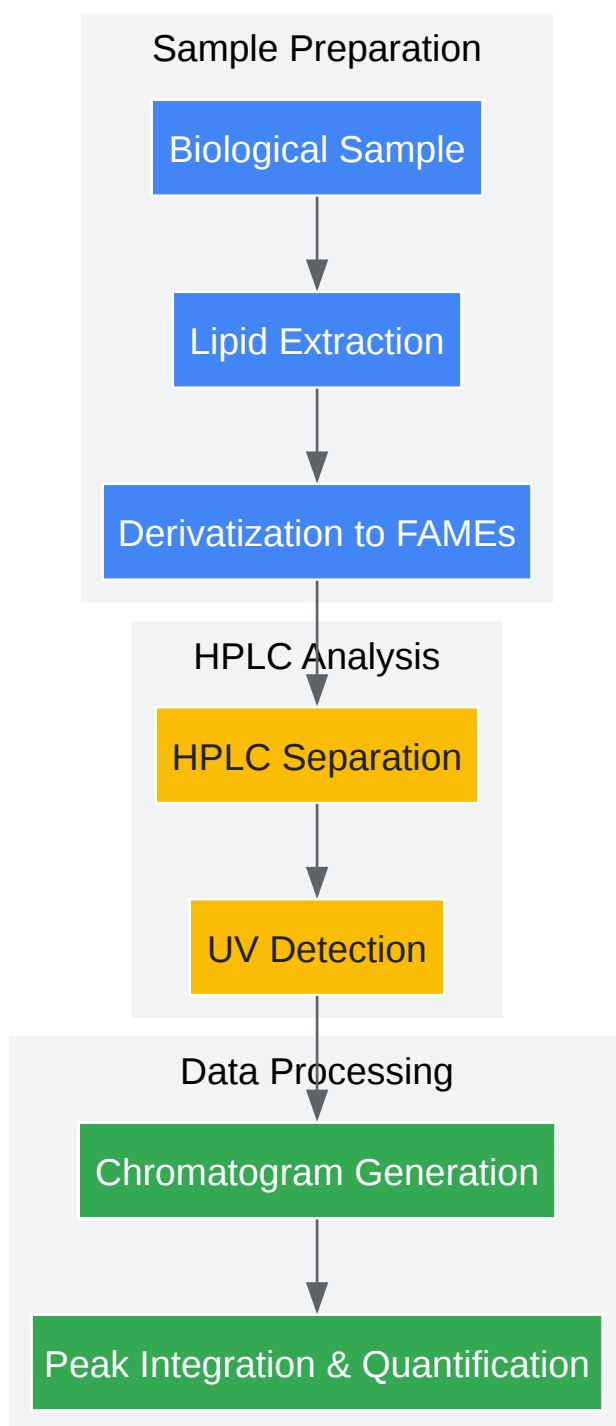 Sample Preparation
Biological Sample
Lipid Extraction
Derivatization to FAMEs
HPLC Analysis
HPLC Separation
UV Detection
Data Processing
Chromatogram Generation
Peak Integration & Quantification